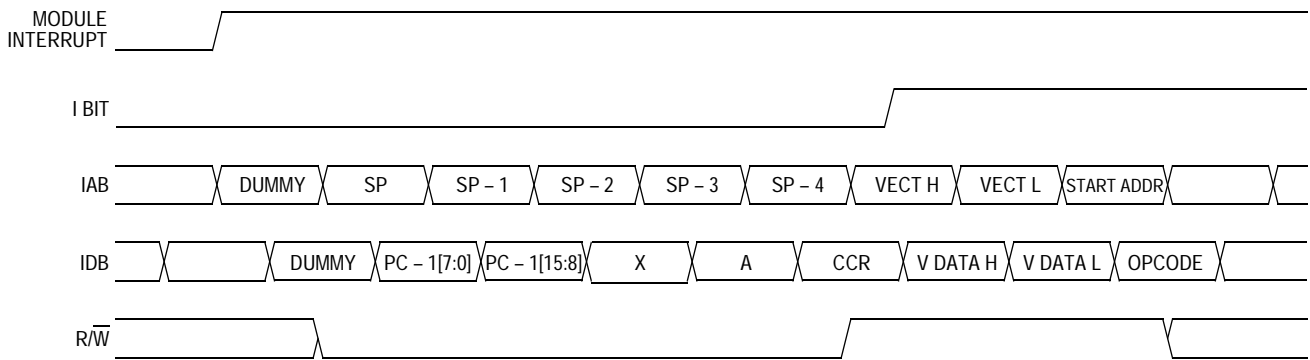 MODULE
INTERRUPT
I BIT
IAB DUMMY SP SP – 1 SP – 2 SP – 3 SP – 4 VECT H VECT L START ADDR
IDB DUMMY PC – 1[7:0] PC – 1[15:8] X A CCR V DATA H V DATA L OPCODE
R/W̅